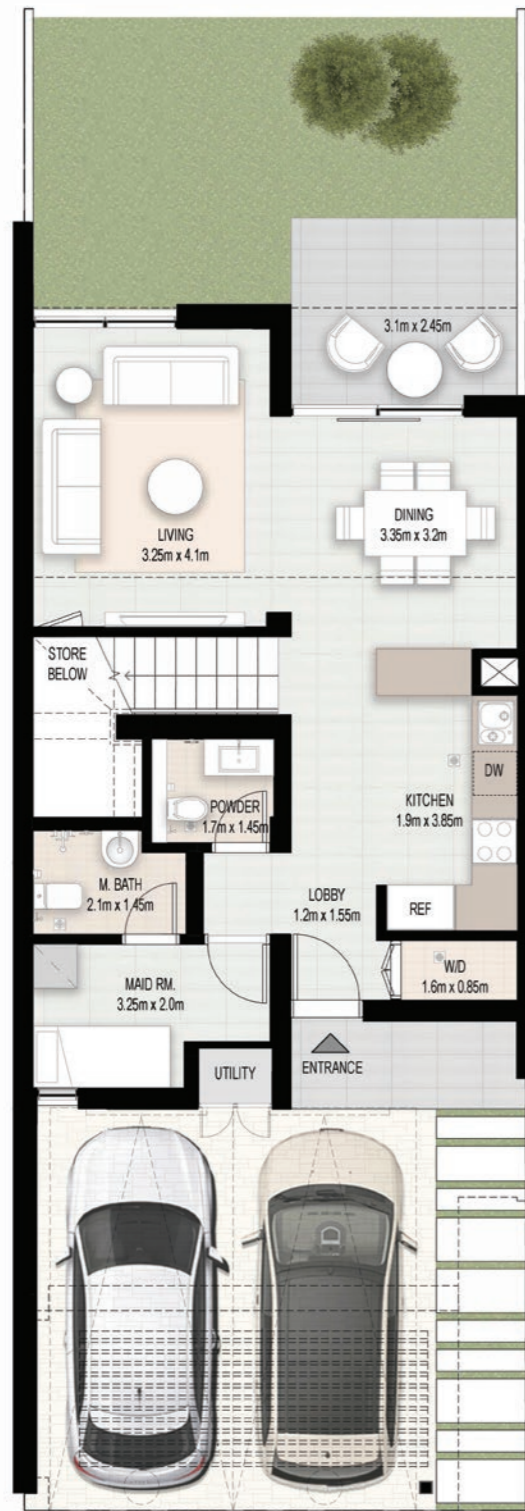 3.1m x 2.45m
LIVING
3.25m x 4.1m
DINING
3.35m x 3.2m
STORE
BELOW
DW
KITCHEN
1.9m x 3.85m
POWDER
1.7m x 1.45m
M. BATH
2.1m x 1.45m
LOBBY
1.2m x 1.55m
REF
W/D
1.6m x 0.85m
MAID RM.
3.25m x 2.0m
UTILITY
ENTRANCE